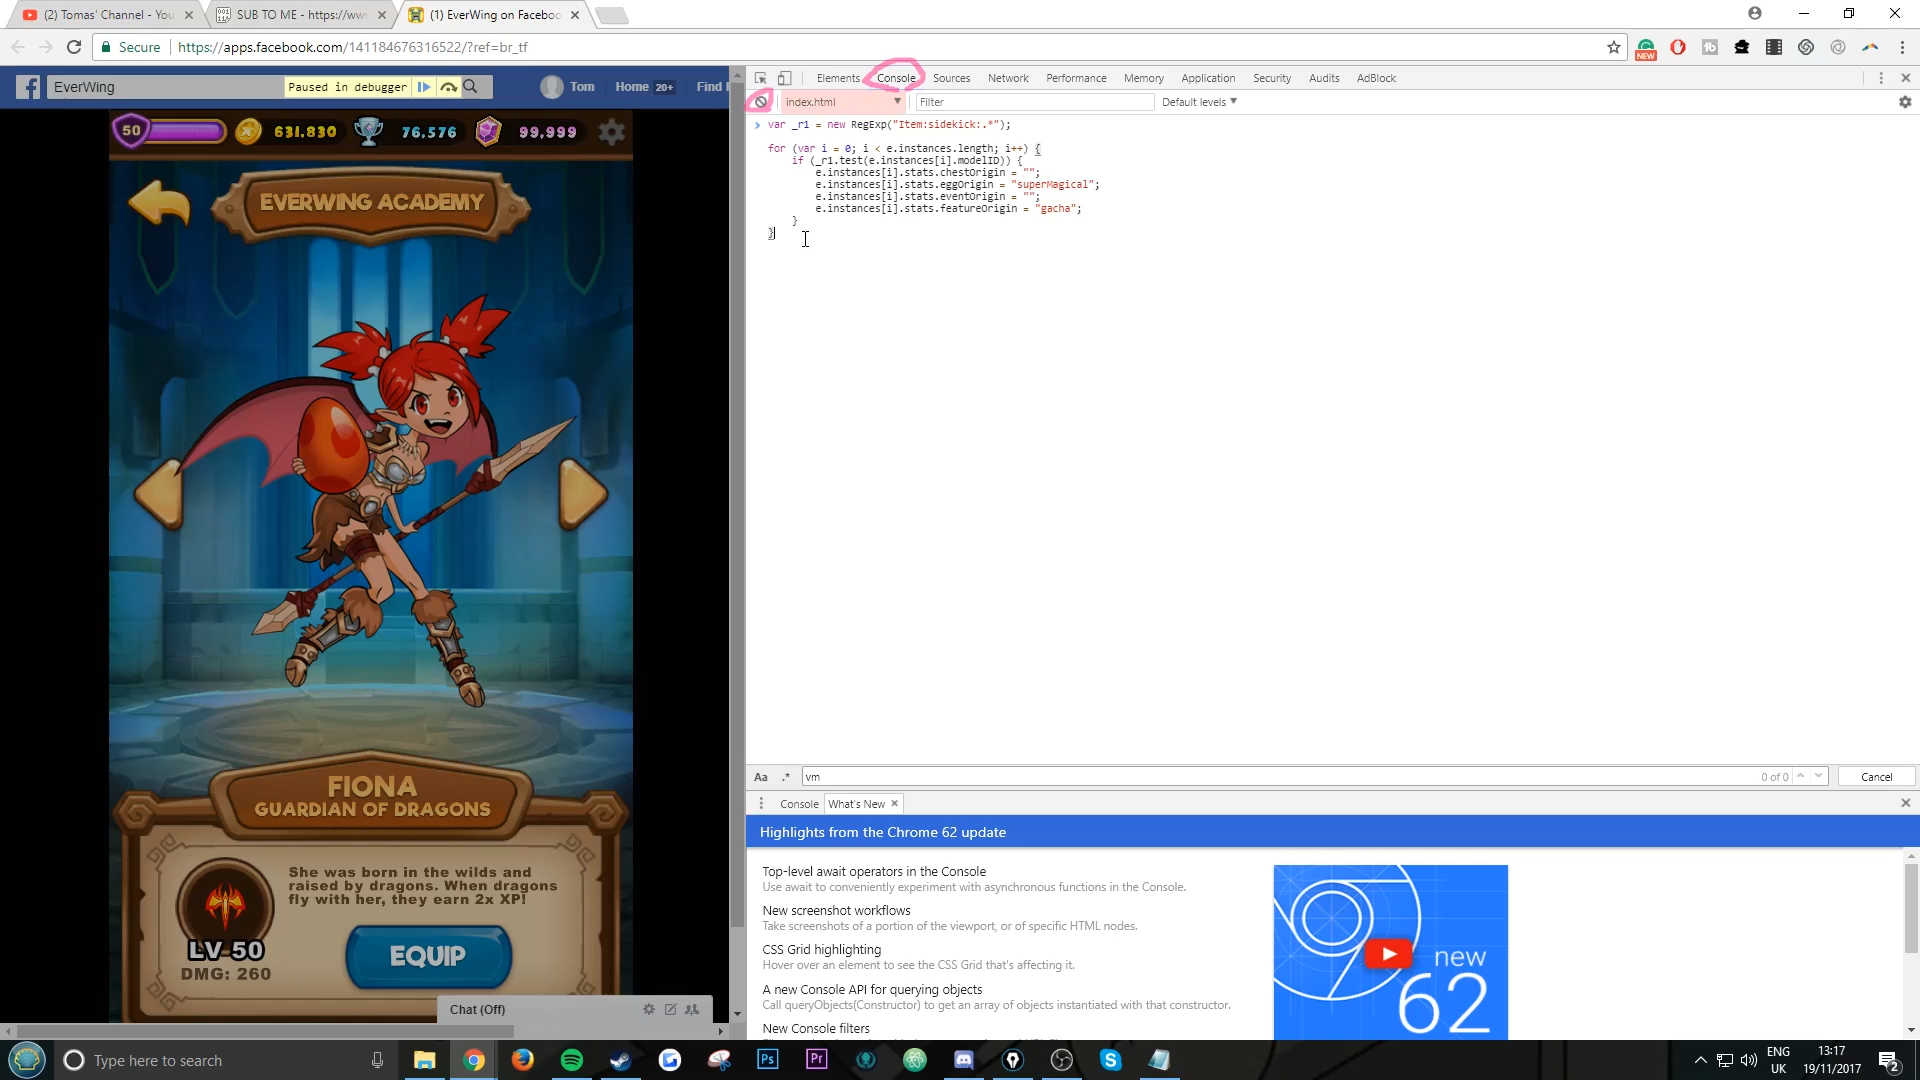 (2) Tomas' Channel - You
SUB TO ME - https://ww
(1) EverWing on Faceboo
Secure
https://apps.facebook.com/141184676316522/?ref=br_tf
NEW
EverWing
Paused in debugger
Tom
Home
20+
Find
50
631,830
76,576
99,999
EVERWING ACADEMY
FIONA
GUARDIAN OF DRAGONS
She was born in the wilds and
raised by dragons. When dragons
fly with her, they earn 2x XP!
LV 50
DMG: 260
EQUIP
Chat (Off)
Elements Console Sources Network Performance Memory Application Security Audits AdBlock
index.html
Filter
Default levels
var _r1 = new RegExp("Item:sidekick:.*");
for (var i = 0; i < e.instances.length; i++) {
if (_r1.test(e.instances[i].modelID)) {
e.instances[i].stats.chestOrigin = "";
e.instances[i].stats.eggOrigin = "superMagical";
e.instances[i].stats.eventOrigin = "";
e.instances[i].stats.featureOrigin = "gacha";
}
}
Aa .* vm
0 of 0
Cancel
Console What's New
Highlights from the Chrome 62 update
Top-level await operators in the Console
Use await to conveniently experiment with asynchronous functions in the Console.
New screenshot workflows
Take screenshots of a portion of the viewport, or of specific HTML nodes.
CSS Grid highlighting
Hover over an element to see the CSS Grid that's affecting it.
A new Console API for querying objects
Call queryObjects(Constructor) to get an array of objects instantiated with that constructor.
New Console filters
new
62
Type here to search
Ps
Pr
ENG
UK
13:17
19/11/2017
2